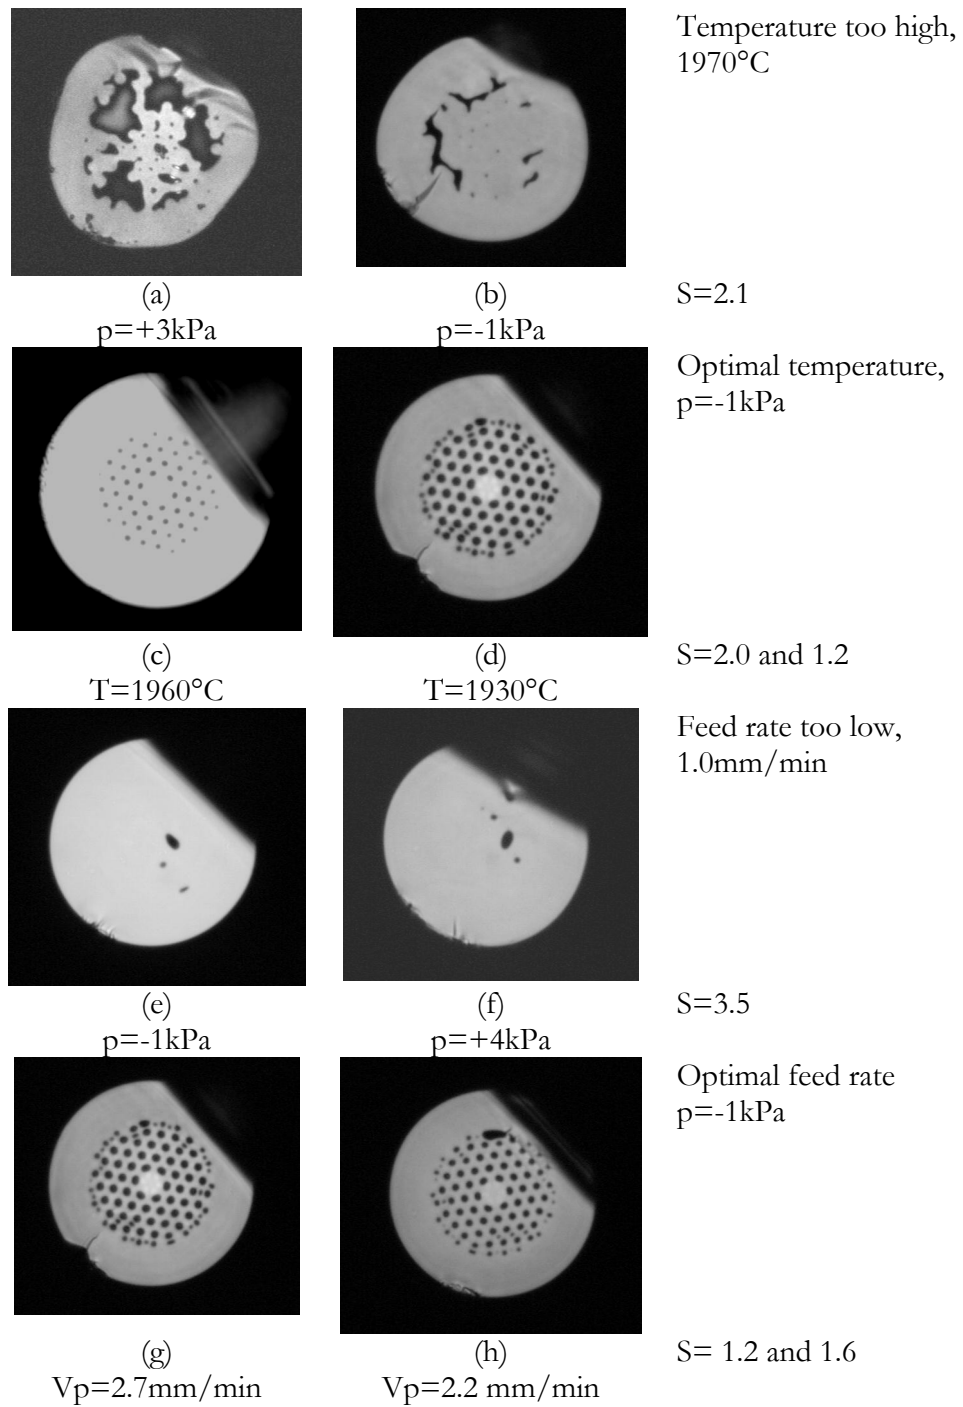 Temperature too high,
1970°C
(a)
(b)
S=2.1
p=+3kPa
p=-1kPa
Optimal temperature,
p=-1kPa
(c)
(d)
S=2.0 and 1.2
T=1960°C
T=1930°C
Feed rate too low,
1.0mm/min
(e)
(f)
S=3.5
p=-1kPa
p=+4kPa
Optimal feed rate
p=-1kPa
(g)
(h)
S= 1.2 and 1.6
Vp=2.7mm/min
Vp=2.2 mm/min